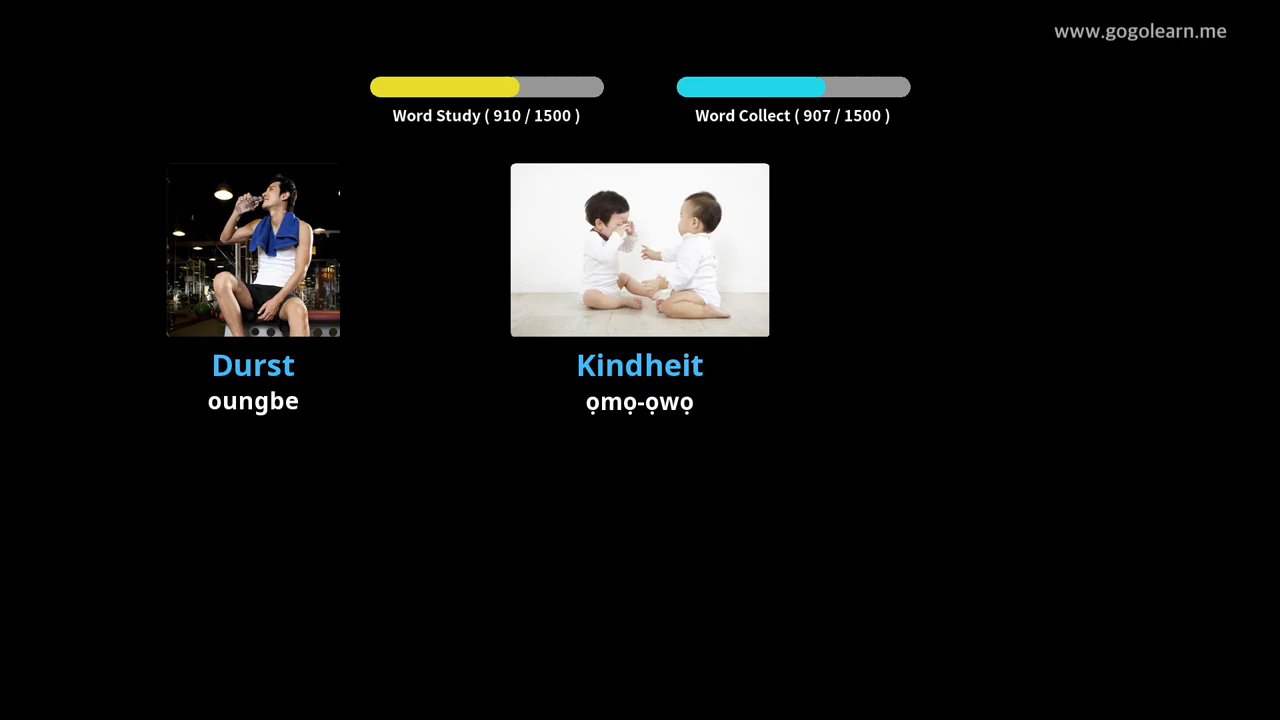 www.gogolearn.me
Word Study ( 910 / 1500 )
Word Collect ( 907 / 1500 )
Durst
oungbe
Kindheit
ọmọ-ọwọ